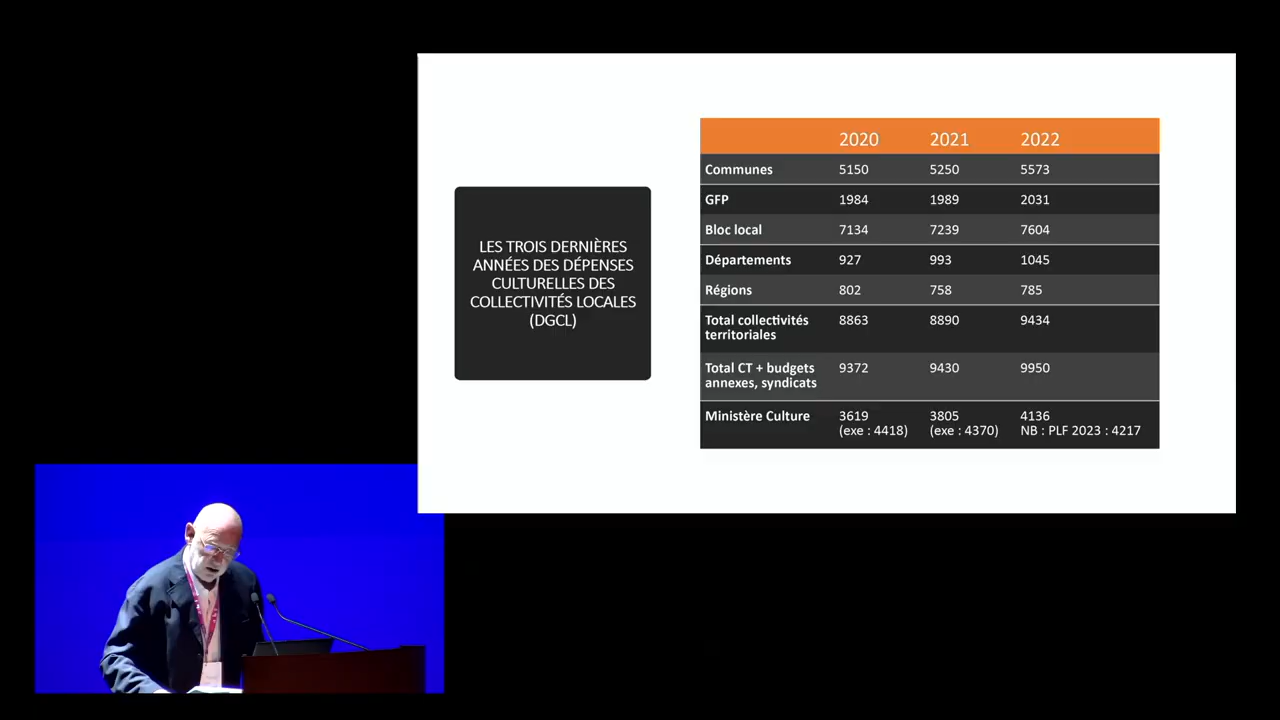 LES TROIS DERNIÈRES
ANNÉES DES DÉPENSES
CULTURELLES DES
COLLECTIVITÉS LOCALES
(DGCL)
2020 2021 2022
Communes 5150 5250 5573
GFP 1984 1989 2031
Bloc local 7134 7239 7604
Départements 927 993 1045
Régions 802 758 785
Total collectivités 8863 8890 9434
territoriales
Total CT + budgets 9372 9430 9950
annexes, syndicats
Ministère Culture 3619 3805 4136
(exe : 4418) (exe : 4370) NB : PLF 2023 : 4217